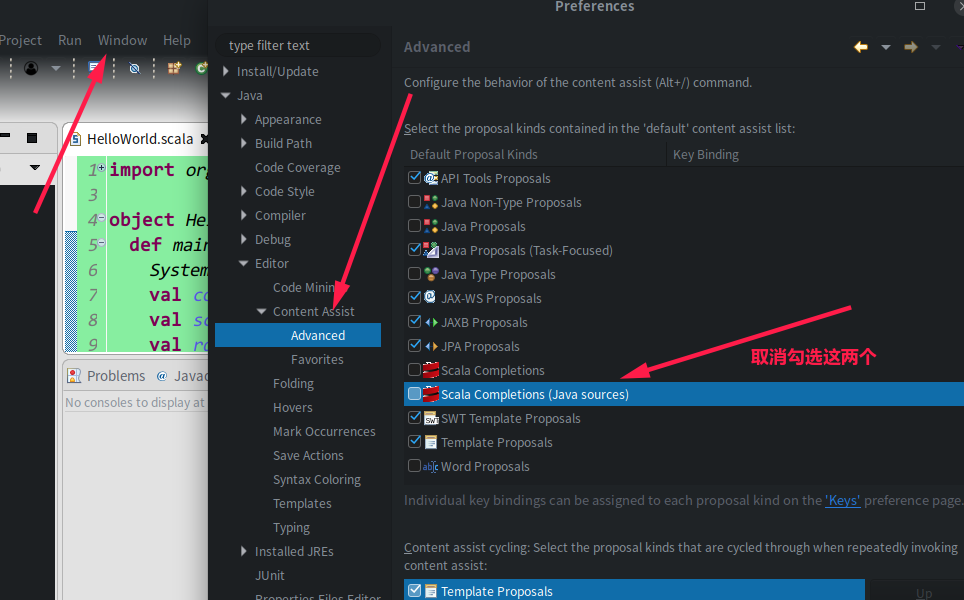 Preferences
Project Run Window Help
type filter text
Install/Update
Java
Appearance
Build Path
Code Coverage
Code Style
Compiler
Debug
Editor
Code Minin
Content Assist
Advanced
Favorites
Folding
Hovers
Mark Occurrences
Save Actions
Syntax Coloring
Templates
Typing
Installed JREs
JUnit
Properties Files Editor
HelloWorld.scala
1 import org
3
4 object He
5 def main
6 System
7 val co
8 val sc
9 val
Problems @ Javac
No consoles to display at
Advanced
Configure the behavior of the content assist (Alt+/) command.
Select the proposal kinds contained in the 'default' content assist list:
Default Proposal Kinds Key Binding
API Tools Proposals
Java Non-Type Proposals
Java Proposals
Java Proposals (Task-Focused)
Java Type Proposals
JAX-WS Proposals
JAXB Proposals
JPA Proposals
Scala Completions
Scala Completions (Java sources)
SWT Template Proposals
Template Proposals
Word Proposals
取消勾选这两个
Individual key bindings can be assigned to each proposal kind on the 'Keys' preference page.
Content assist cycling: Select the proposal kinds that are cycled through when repeatedly invoking
content assist:
Template Proposals
Up